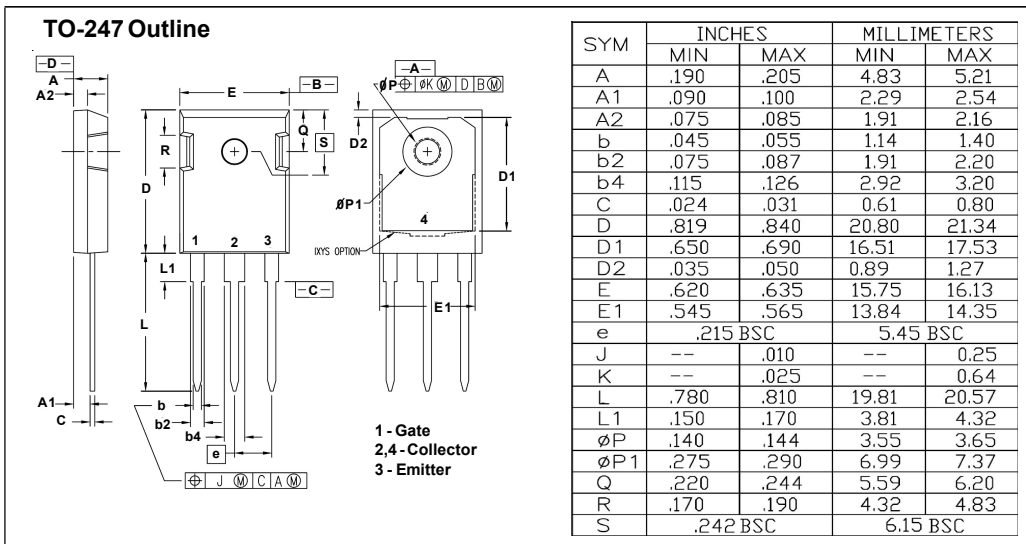 TO-247 Outline
–D–
A
A2
R
D
L1
L
A1
C
E
–B–
Q
S
1 2 3
–C–
b
b2
b4
e
⌖ J Ⓜ C A Ⓜ
–A–
ØP ⌖ ØK Ⓜ D B Ⓜ
D2
D1
ØP1
4
IXYS OPTION
E1
1 - Gate
2,4 - Collector
3 - Emitter
SYM INCHES MILLIMETERS
MIN MAX MIN MAX
A .190 .205 4.83 5.21
A1 .090 .100 2.29 2.54
A2 .075 .085 1.91 2.16
b .045 .055 1.14 1.40
b2 .075 .087 1.91 2.20
b4 .115 .126 2.92 3.20
C .024 .031 0.61 0.80
D .819 .840 20.80 21.34
D1 .650 .690 16.51 17.53
D2 .035 .050 0.89 1.27
E .620 .635 15.75 16.13
E1 .545 .565 13.84 14.35
e .215 BSC 5.45 BSC
J -- .010 -- 0.25
K -- .025 -- 0.64
L .780 .810 19.81 20.57
L1 .150 .170 3.81 4.32
ØP .140 .144 3.55 3.65
ØP1 .275 .290 6.99 7.37
Q .220 .244 5.59 6.20
R .170 .190 4.32 4.83
S .242 BSC 6.15 BSC